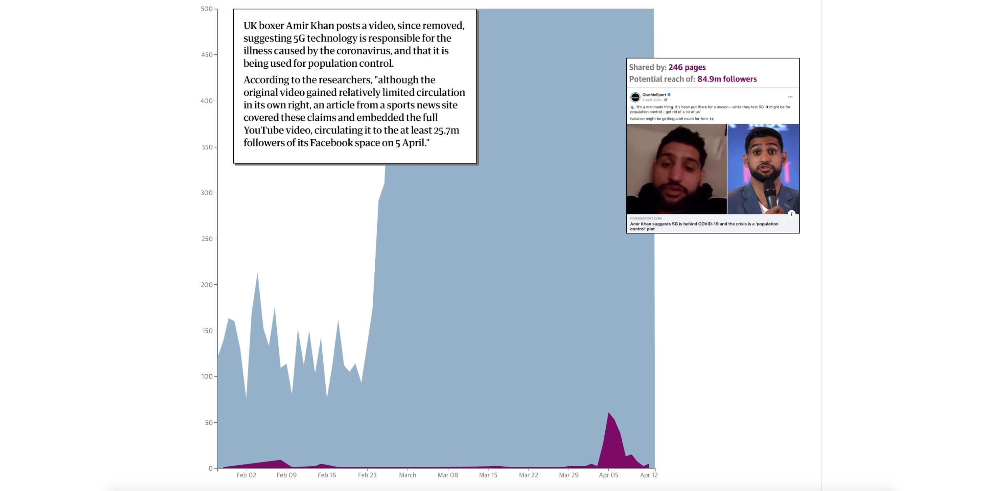 500
450
400
350
300
250
200
150
100
50
0
UK boxer Amir Khan posts a video, since removed,
suggesting 5G technology is responsible for the
illness caused by the coronavirus, and that it is
being used for population control.
According to the researchers, "although the
original video gained relatively limited circulation
in its own right, an article from a sports news site
covered these claims and embedded the full
YouTube video, circulating it to the at least 25.7m
followers of its Facebook space on 5 April."
Shared by: 246 pages
Potential reach of: 84.9m followers
GiveMeSport
5 April 2020
'It's a manmade thing. It's been put there for a reason – while they test 5G. It might be for
population control – get rid of a lot of us'
Isolation might be getting a bit much for Amir 👀
GIVEMESPORT.COM
Amir Khan suggests 5G is behind COVID-19 and the crisis is a 'population
control' plot
Feb 02 Feb 09 Feb 16 Feb 23 March Mar 08 Mar 15 Mar 22 Mar 29 Apr 05 Apr 12